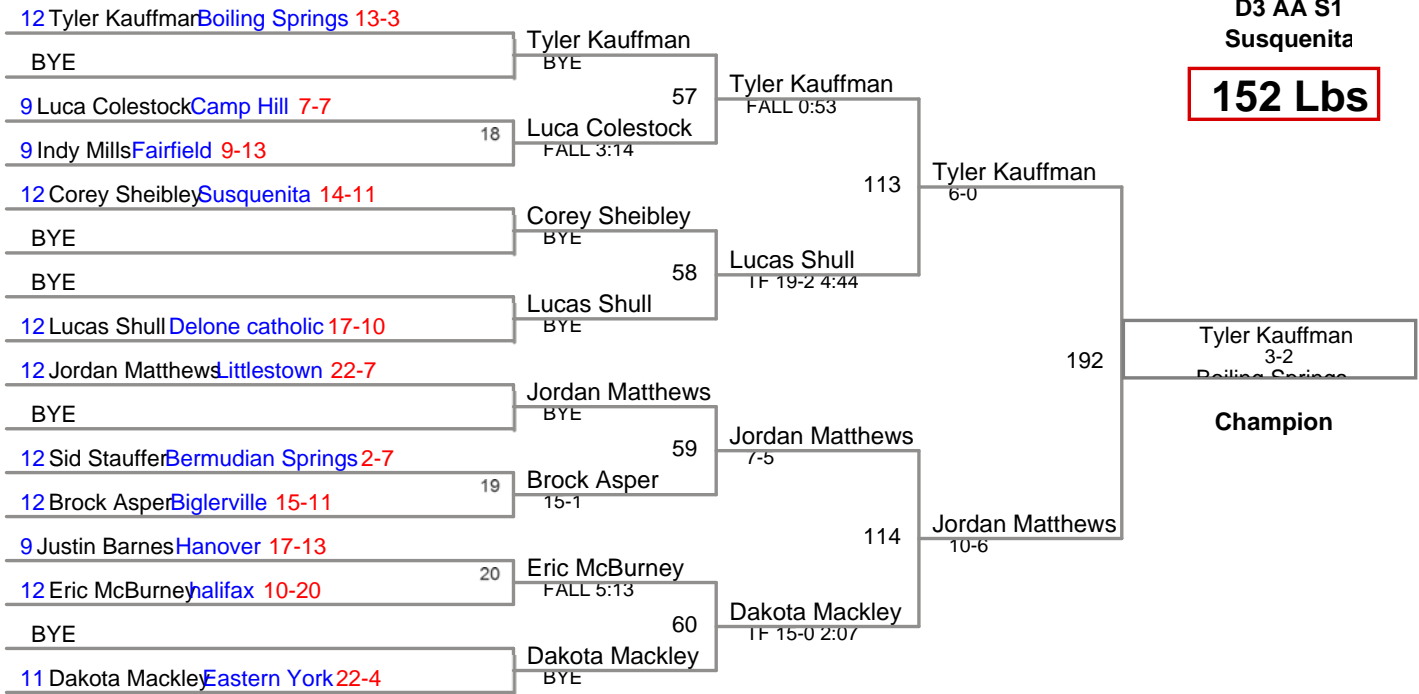 D3 AA S1
Susquenita
152 Lbs
12 Tyler Kauffman Boiling Springs 13-3
BYE
9 Luca Colestock Camp Hill 7-7
9 Indy Mills Fairfield 9-13
12 Corey Sheibley Susquenita 14-11
BYE
BYE
12 Lucas Shull Delone catholic 17-10
12 Jordan Matthews Littlestown 22-7
BYE
12 Sid Stauffer Bermudian Springs 2-7
12 Brock Asper Biglerville 15-11
9 Justin Barnes Hanover 17-13
12 Eric McBurney halifax 10-20
BYE
11 Dakota Mackley Eastern York 22-4
18
19
20
Tyler Kauffman
BYE
Luca Colestock
FALL 3:14
Corey Sheibley
BYE
Lucas Shull
BYE
Jordan Matthews
BYE
Brock Asper
15-1
Eric McBurney
FALL 5:13
Dakota Mackley
BYE
57
58
59
60
Tyler Kauffman
FALL 0:53
Lucas Shull
TF 19-2 4:44
Jordan Matthews
7-5
Dakota Mackley
TF 15-0 2:07
113
114
Tyler Kauffman
6-0
Jordan Matthews
10-6
192
Tyler Kauffman
3-2
Boiling Springs
Champion